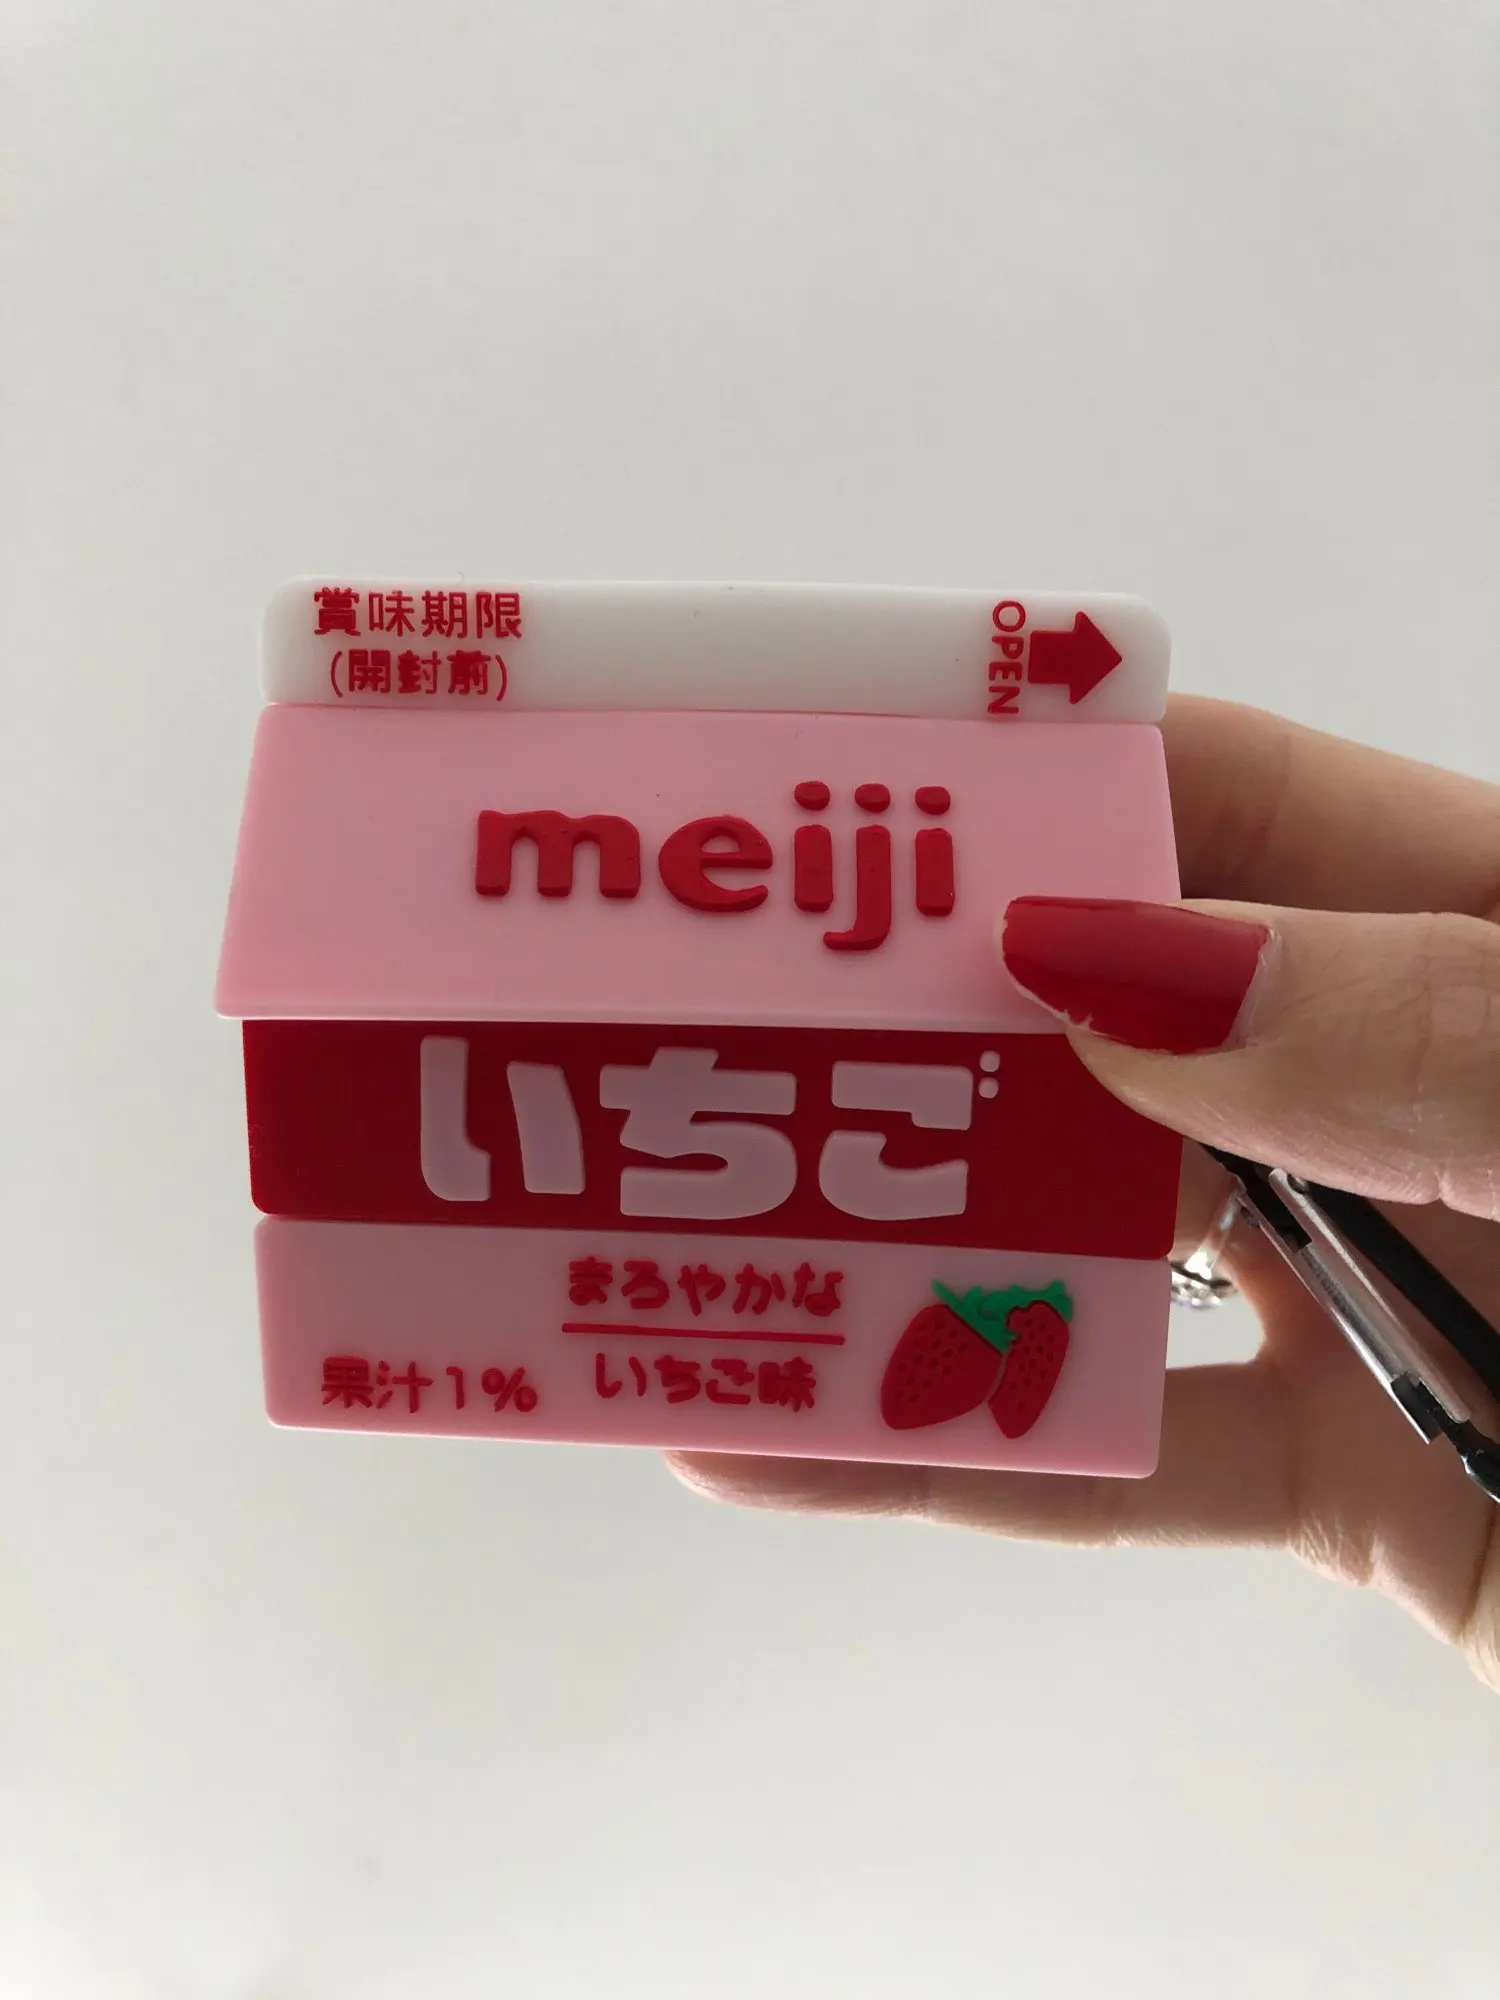 賞味期限
(開封前)
OPEN
meiji
いちご
まろやかな
いちご味
果汁1%